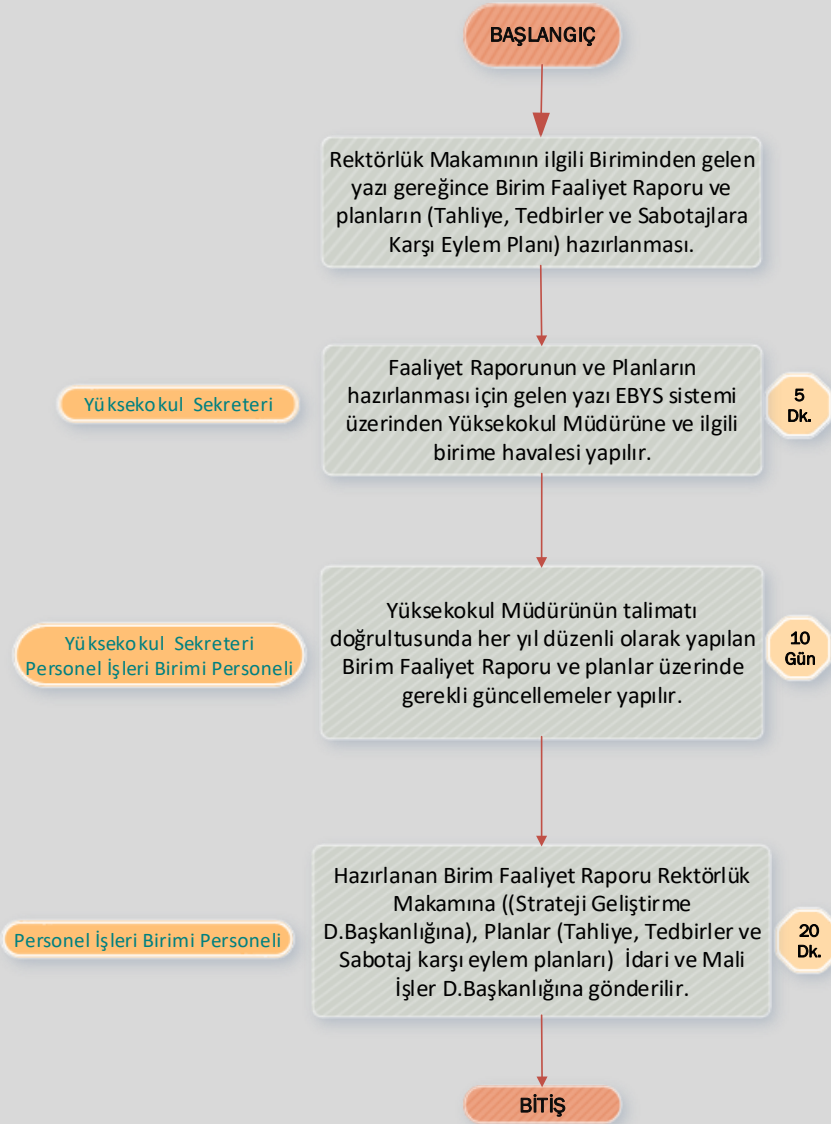 BAŞLANGIÇ
Rektörlük Makamının ilgili Biriminden gelen
yazı gereğince Birim Faaliyet Raporu ve
planların (Tahliye, Tedbirler ve Sabotajlara
Karşı Eylem Planı) hazırlanması.
Yüksekokul Sekreteri
Faaliyet Raporunun ve Planların
hazırlanması için gelen yazı EBYS sistemi
üzerinden Yüksekokul Müdürüne ve ilgili
birime havalesi yapılır.
5
Dk.
Yüksekokul Sekreteri
Personel İşleri Birimi Personeli
Yüksekokul Müdürünün talimatı
doğrultusunda her yıl düzenli olarak yapılan
Birim Faaliyet Raporu ve planlar üzerinde
gerekli güncellemeler yapılır.
10
Gün
Personel İşleri Birimi Personeli
Hazırlanan Birim Faaliyet Raporu Rektörlük
Makamına ((Strateji Geliştirme
D.Başkanlığına), Planlar (Tahliye, Tedbirler ve
Sabotaj karşı eylem planları) İdari ve Mali
İşler D.Başkanlığına gönderilir.
20
Dk.
BİTİŞ